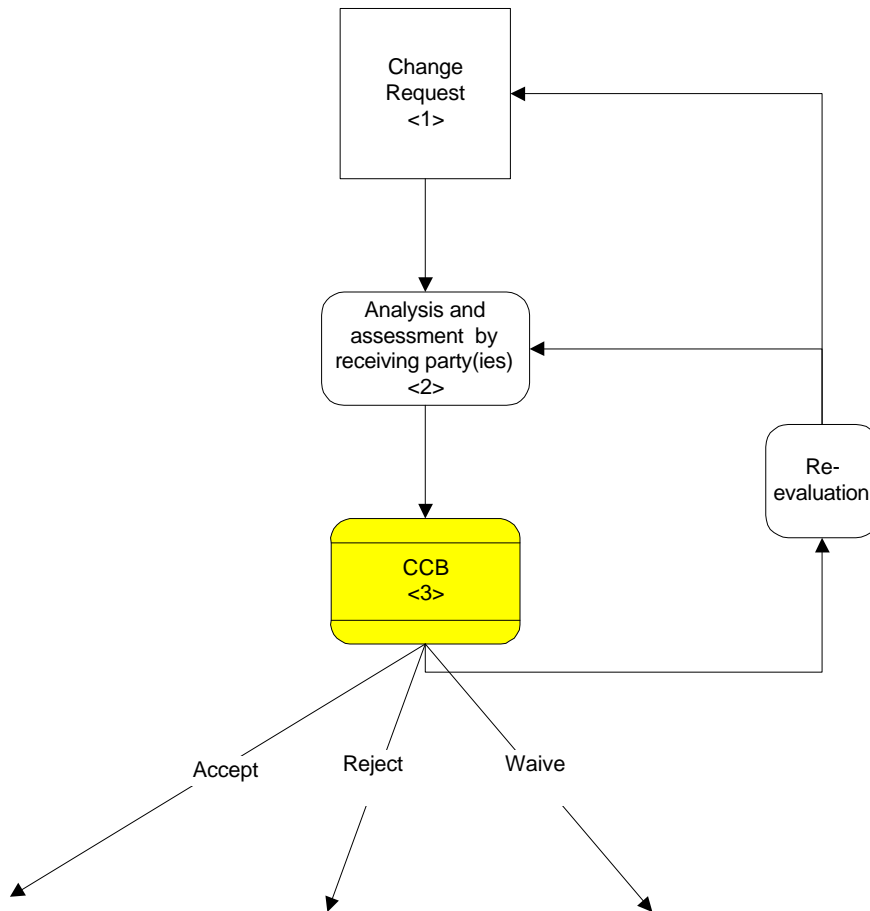 Change
Request
<1>
Analysis and
assessment by
receiving party(ies)
<2>
Re-
evaluation
CCB
<3>
Accept
Reject
Waive